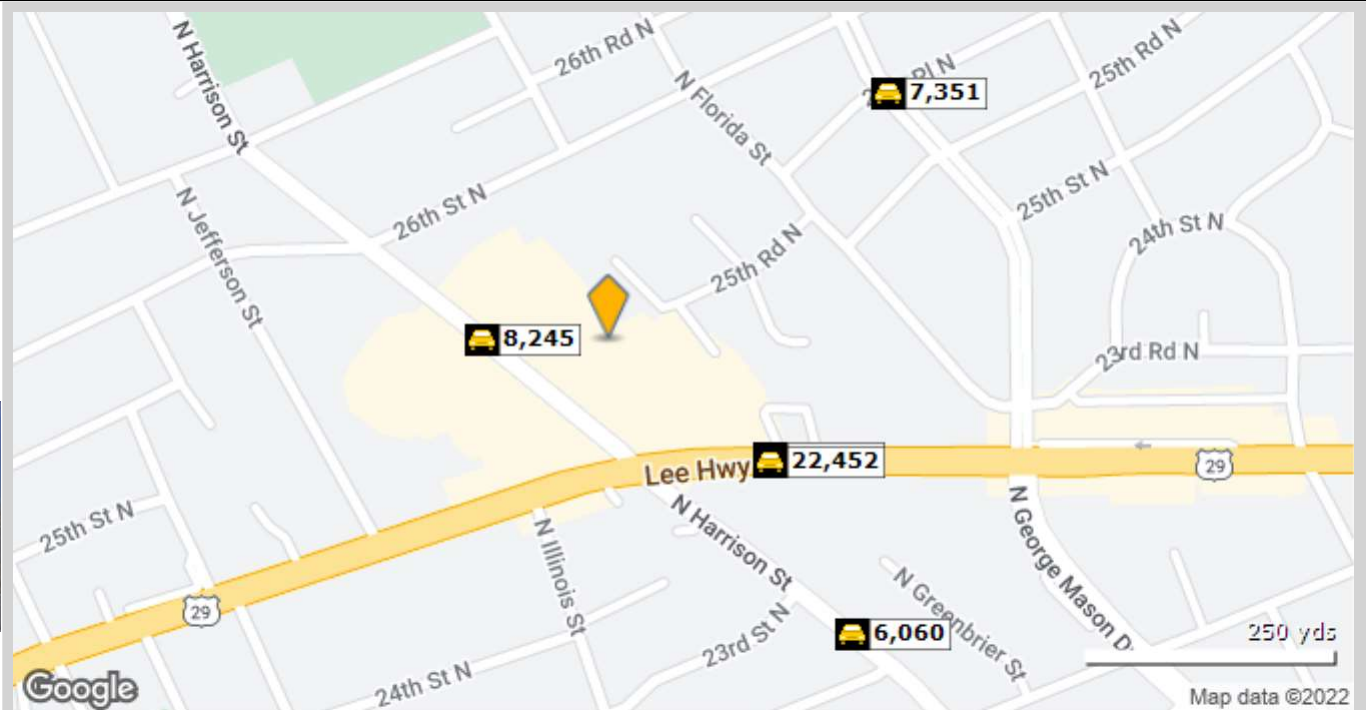 N Harrison St
26th Rd N
25th Rd N
Pl N
7,351
N Florida St
N Jefferson St
26th St N
25th St N
24th St N
25th Rd N
8,245
23rd Rd N
Lee Hwy
22,452
29
N Harrison St
N George Mason D
25th St N
N Illinois St
29
N Greenbrier St
23rd St N
6,060
250 yds
24th St N
Google
Map data ©2022